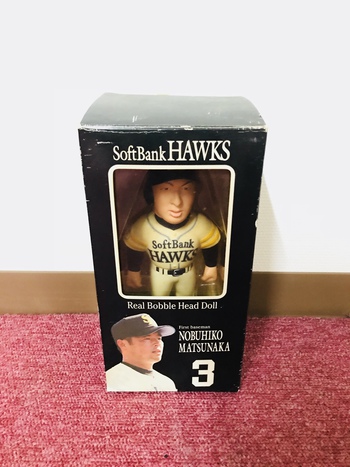 SoftBank HAWKS
SoftBank
HAWKS
Real Bobble Head Doll
First baseman
NOBUHIKO
MATSUNAKA
3